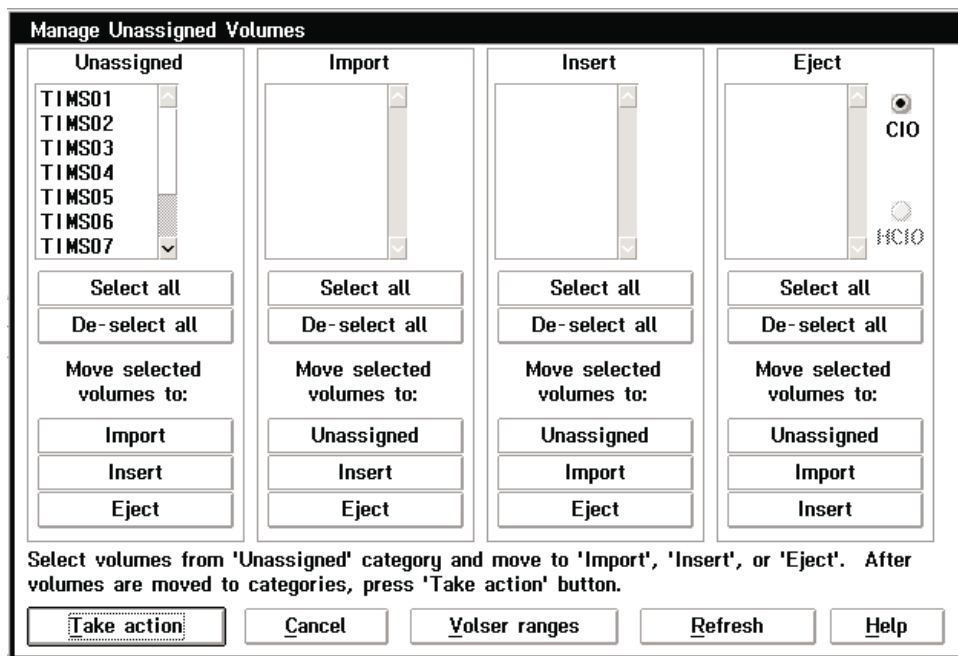 Manage Unassigned Volumes
Unassigned
TIMS01
TIMS02
TIMS03
TIMS04
TIMS05
TIMS06
TIMS07
Select all
De-select all
Move selected
volumes to:
Import
Insert
Eject
Import
Select all
De-select all
Move selected
volumes to:
Unassigned
Insert
Eject
Insert
Select all
De-select all
Move selected
volumes to:
Unassigned
Import
Eject
Eject
CIO
HCIO
Select all
De-select all
Move selected
volumes to:
Unassigned
Import
Insert
Select volumes from 'Unassigned' category and move to 'Import', 'Insert', or 'Eject'. After
volumes are moved to categories, press 'Take action' button.
Take action Cancel Volser ranges Refresh Help